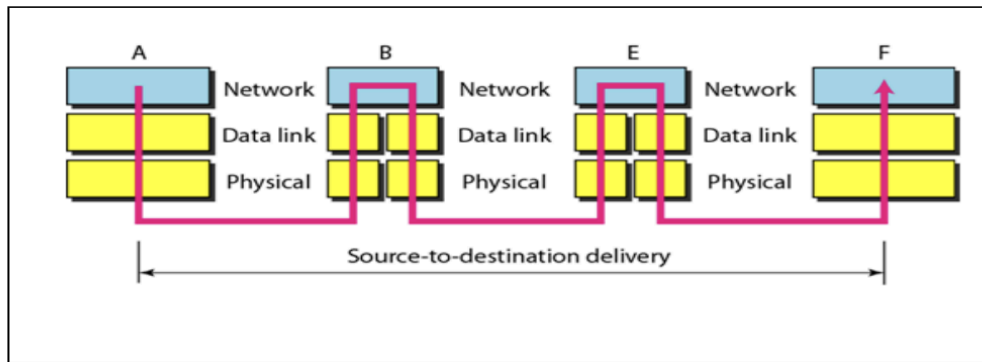 A B E F
Network Network Network
Data link Data link Data link
Physical Physical Physical
Source-to-destination delivery